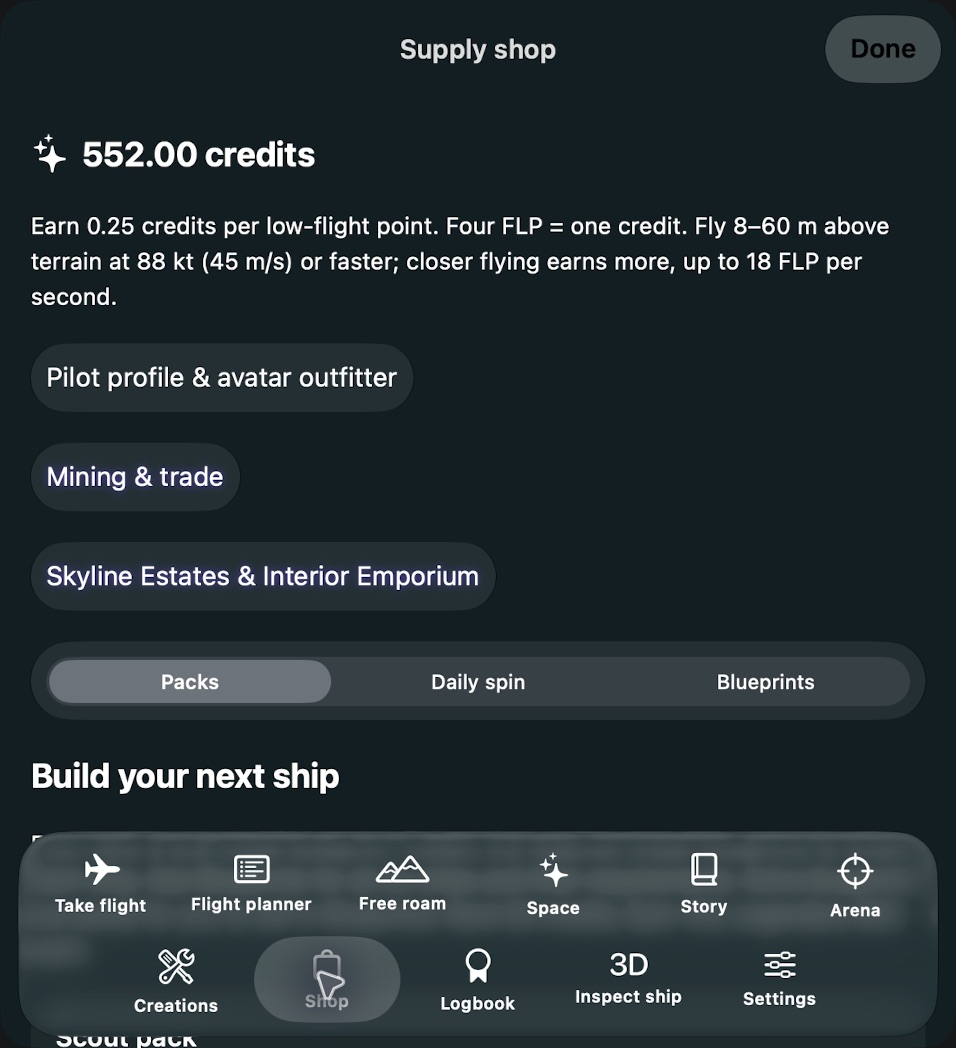 Supply shop
Done
552.00 credits
Earn 0.25 credits per low-flight point. Four FLP = one credit. Fly 8–60 m above
terrain at 88 kt (45 m/s) or faster; closer flying earns more, up to 18 FLP per
second.
Pilot profile & avatar outfitter
Mining & trade
Skyline Estates & Interior Emporium
Packs
Daily spin
Blueprints
Build your next ship
Take flight
Flight planner
Free roam
Space
Story
Arena
Creations
Shop
Logbook
3D
Inspect ship
Settings
Scout pack